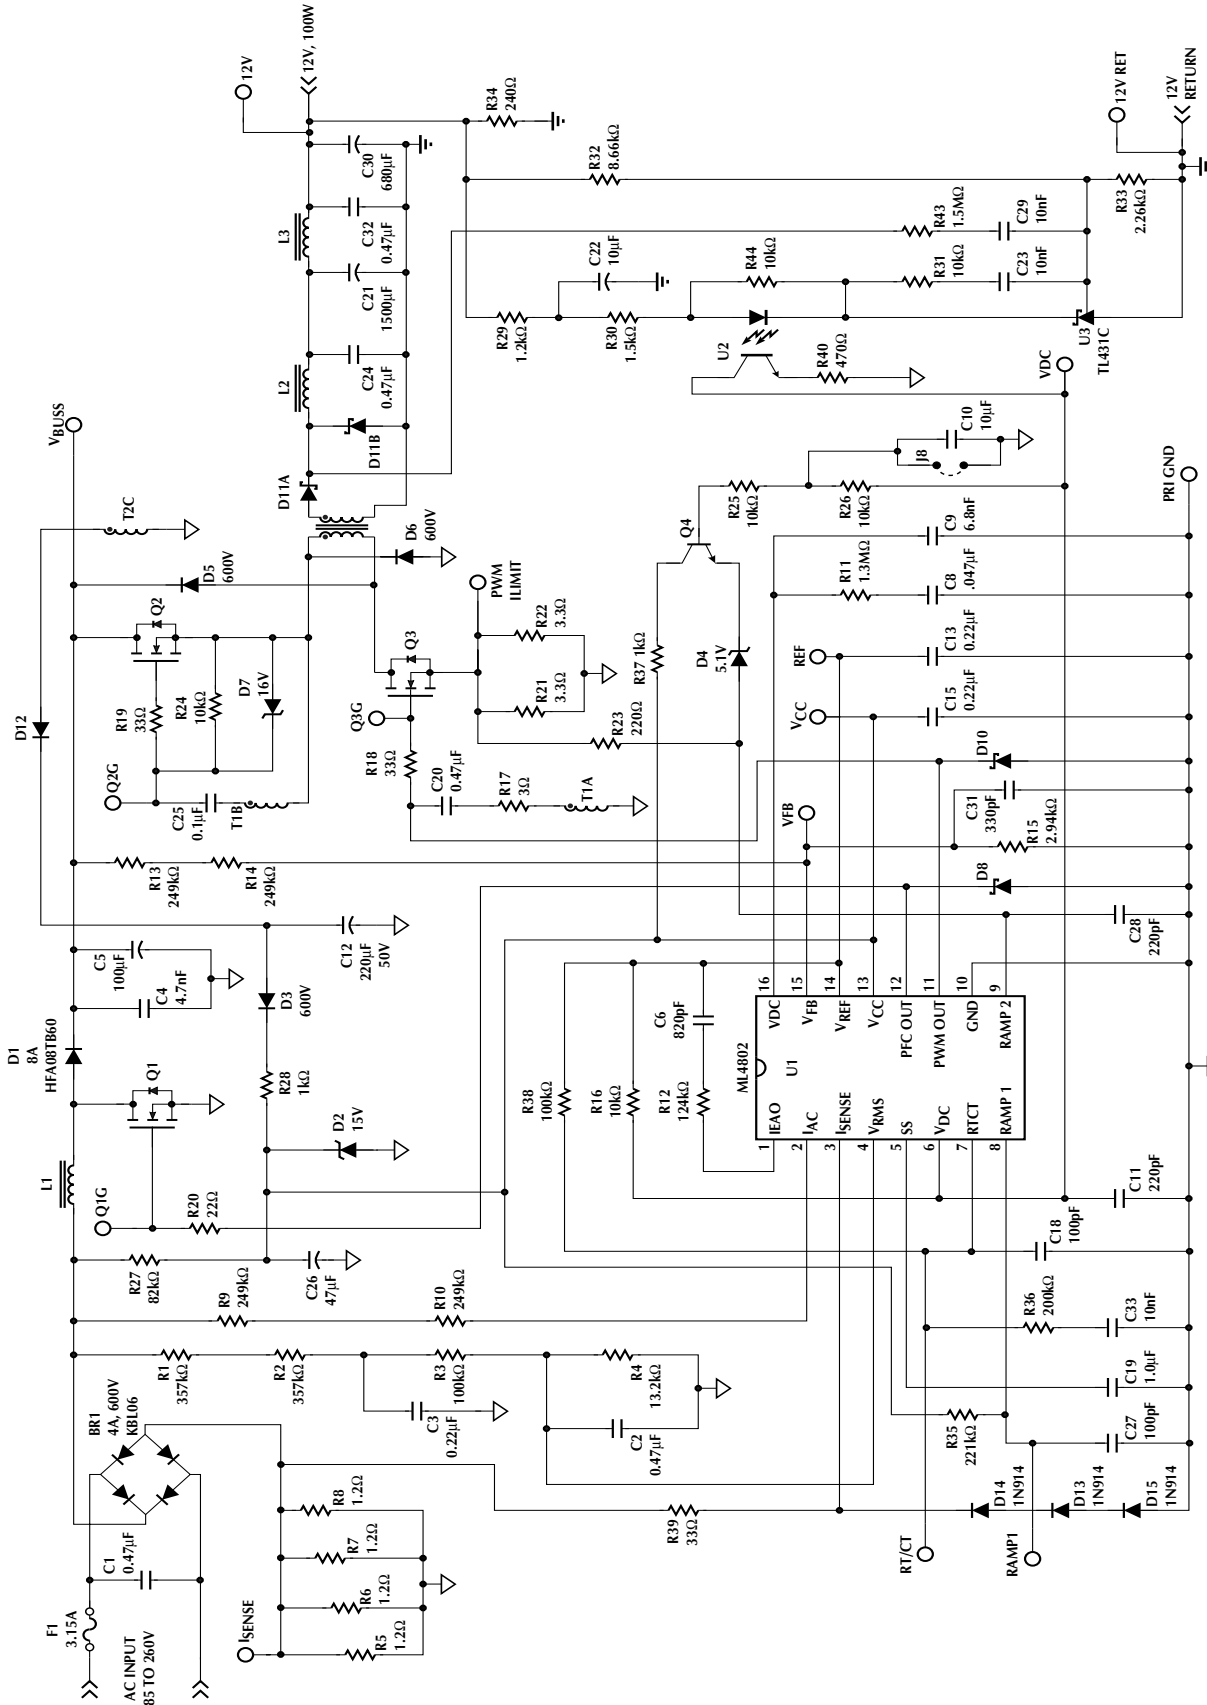 F1
3.15A
AC INPUT
85 TO 260V
C1
0.47µF
BR1
4A, 600V
KBL06
ISENSE
R5
1.2Ω
R6
1.2Ω
R7
1.2Ω
R8
1.2Ω
R1
357kΩ
R2
357kΩ
R3
100kΩ
C3
0.22µF
R4
13.2kΩ
C2
0.47µF
R9
249kΩ
R10
249kΩ
R27
82kΩ
C26
47µF
Q1G
R20
22Ω
L1
Q1
D1
8A
HFA08TB60
D2
15V
R28
1kΩ
D3
600V
C4
4.7nF
C5
100µF
C12
220µF
50V
R13
249kΩ
R14
249kΩ
D12
Q2G
C25
0.1µF
T1B
R19
33Ω
R24
10kΩ
D7
16V
Q2
D5
600V
T2C
VBUSS
Q3G
R18
33Ω
C20
0.47µF
R17
3Ω
T1A
Q3
R21
3.3Ω
R22
3.3Ω
R23
220Ω
PWM
ILIMIT
D6
600V
D11A
D11B
L2
C24
0.47µF
C21
1500µF
L3
C32
0.47µF
C30
680µF
12V
12V, 100W
R34
240Ω
R32
8.66kΩ
R29
1.2kΩ
C22
10µF
R30
1.5kΩ
R44
10kΩ
R43
1.5MΩ
R31
10kΩ
C29
10nF
C23
10nF
R33
2.26kΩ
12V RET
12V
RETURN
U2
R40
470Ω
U3
TL431C
VDC
J8
C10
10µF
R25
10kΩ
R26
10kΩ
Q4
R37 1kΩ
D4
5.1V
R11
1.3MΩ
C9
6.8nF
C8
.047µF
REF
C13
0.22µF
VCC
C15
0.22µF
D10
VFB
C31
330pF
R15
2.94kΩ
D8
C28
220pF
PRI GND
R38
100kΩ
R16
10kΩ
R12
124kΩ
C6
820pF
ML4802
U1
1
IEAO
VDC
16
2
IAC
VFB
15
3
ISENSE
VREF
14
4
VRMS
VCC
13
5
SS
PFC OUT
12
6
VDC
PWM OUT
11
7
RTCT
GND
10
8
RAMP 1
RAMP 2
9
C11
220pF
C18
100pF
R36
200kΩ
C33
10nF
C19
1.0µF
R35
221kΩ
C27
100pF
R39
33Ω
D14
1N914
D13
1N914
D15
1N914
RT/CT
RAMP1